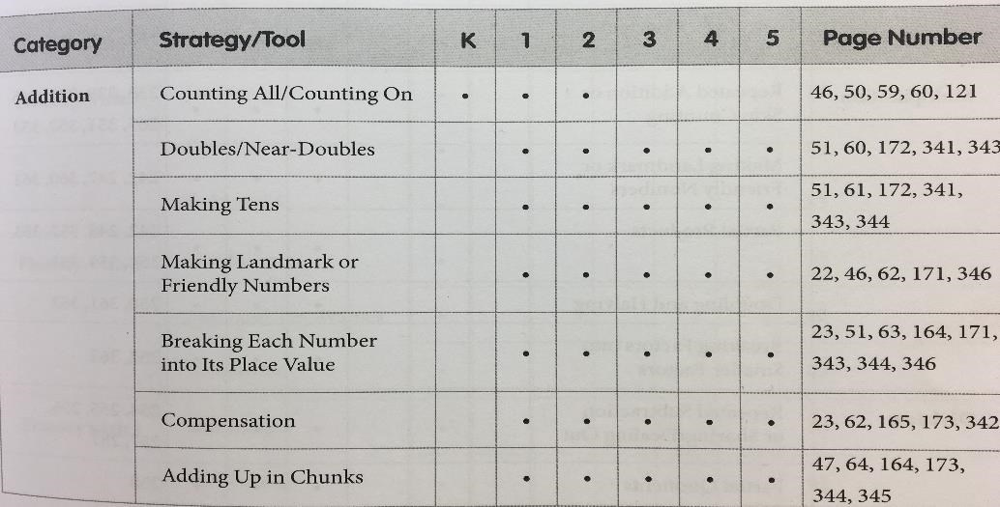 Category Strategy/Tool K 1 2 3 4 5 Page Number
Addition Counting All/Counting On • • • 46, 50, 59, 60, 121
Doubles/Near-Doubles • • • • • 51, 60, 172, 341, 343
Making Tens • • • • • 51, 61, 172, 341,
343, 344
Making Landmark or
Friendly Numbers • • • • • 22, 46, 62, 171, 346
Breaking Each Number
into Its Place Value • • • • • 23, 51, 63, 164, 171,
343, 344, 346
Compensation • • • • • 23, 62, 165, 173, 342
Adding Up in Chunks • • • • • 47, 64, 164, 173,
344, 345